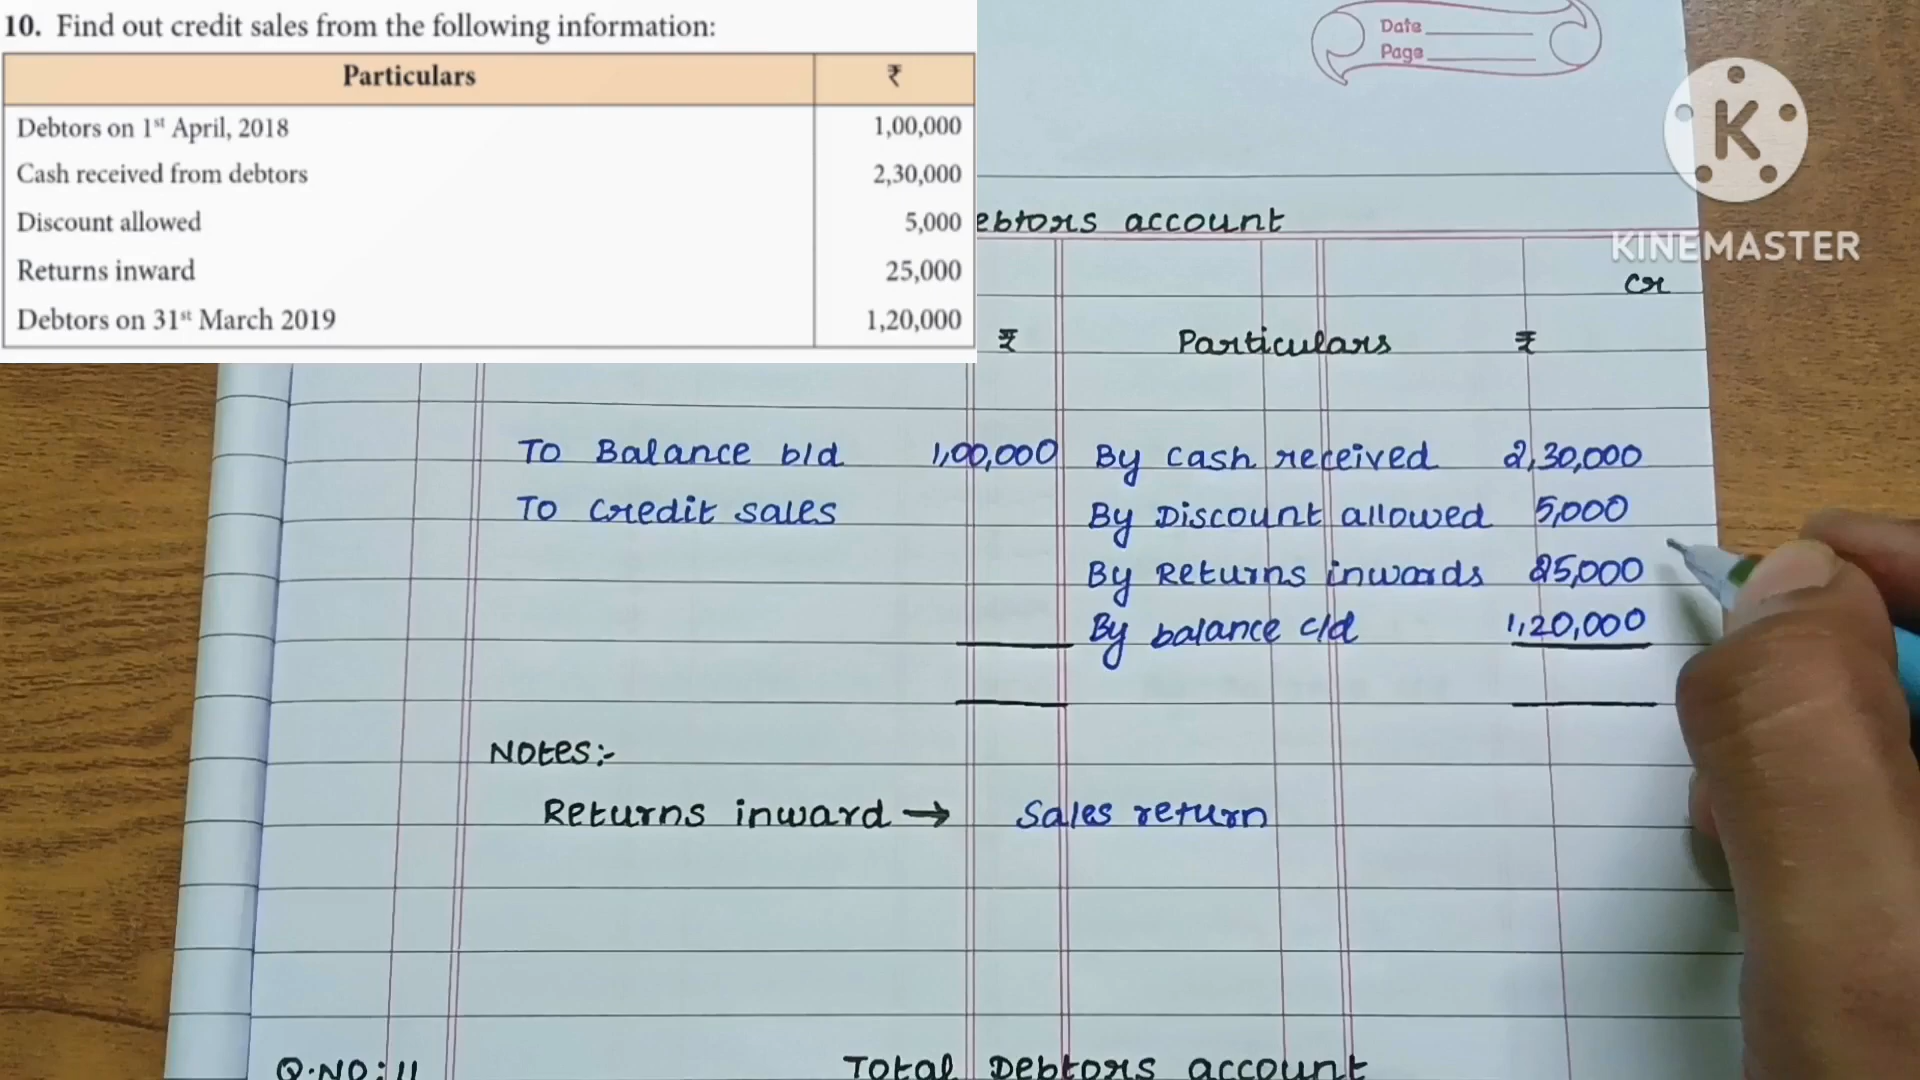 10. Find out credit sales from the following information:
Particulars ₹
Debtors on 1st April, 2018 1,00,000
Cash received from debtors 2,30,000
Discount allowed 5,000
Returns inward 25,000
Debtors on 31st March 2019 1,20,000
Date
Page
KINEMASTER
ebtors account
Cr
₹ Particulars ₹
To Balance b/d 1,00,000 By cash received 2,30,000
To credit sales By Discount allowed 5,000
By Returns inwards 25,000
By balance c/d 1,20,000
Notes:-
Returns inward → Sales return
Q.NO: 11 Total Debtors account